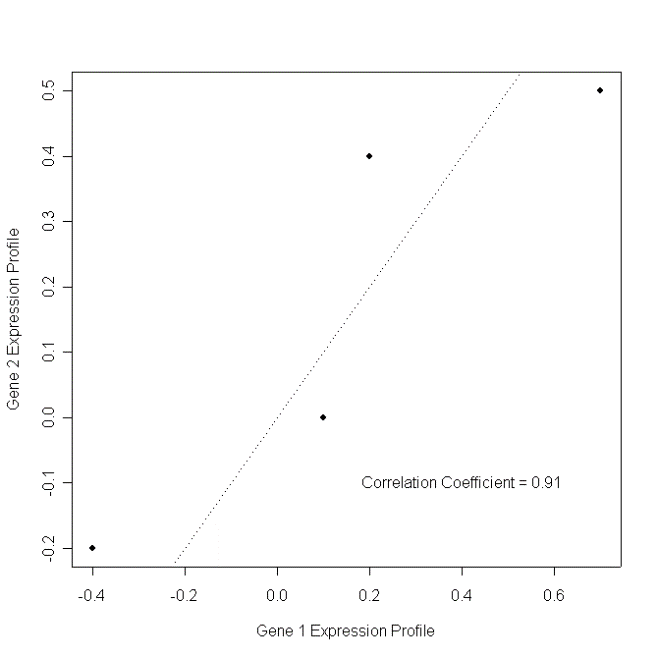 0.5
0.4
0.3
0.2
0.1
0.0
-0.1
-0.2
Gene 2 Expression Profile
Correlation Coefficient = 0.91
-0.4 -0.2 0.0 0.2 0.4 0.6
Gene 1 Expression Profile